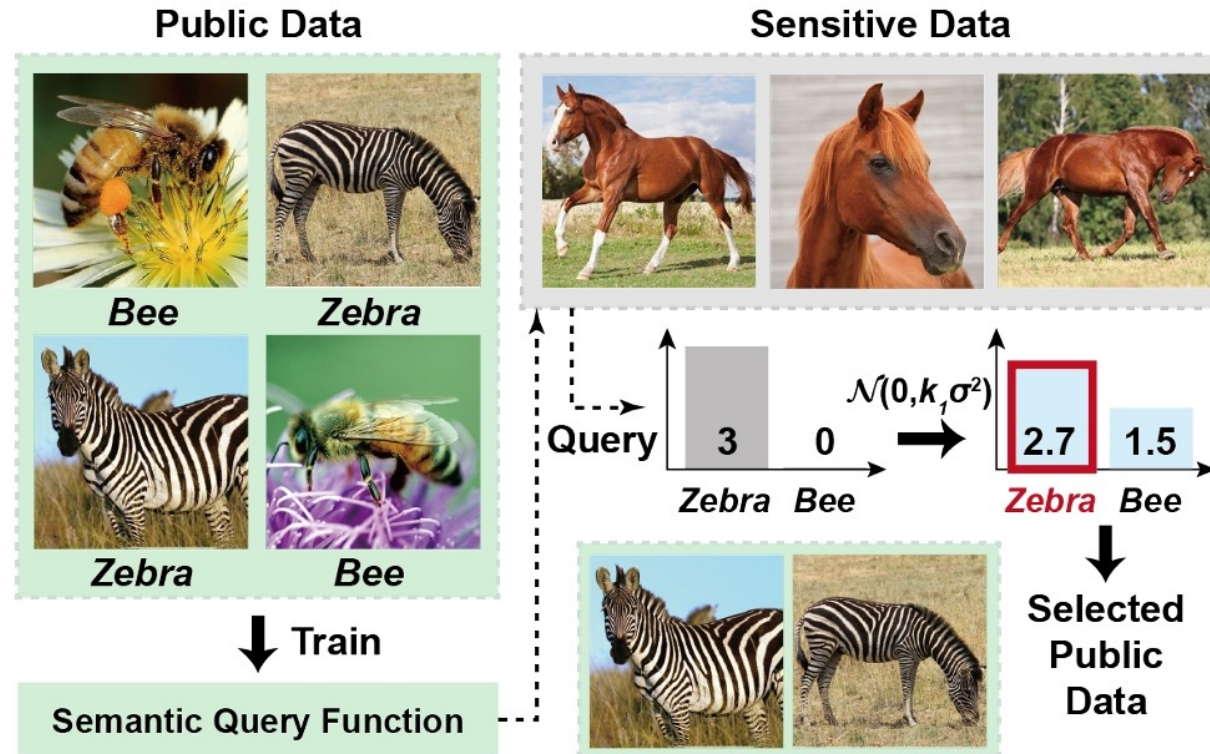 Public Data
Bee
Zebra
Zebra
Bee
Train
Semantic Query Function
Sensitive Data
Query
3
0
Zebra
Bee
𝒩(0,k₁σ²)
2.7
1.5
Zebra
Bee
Selected
Public
Data